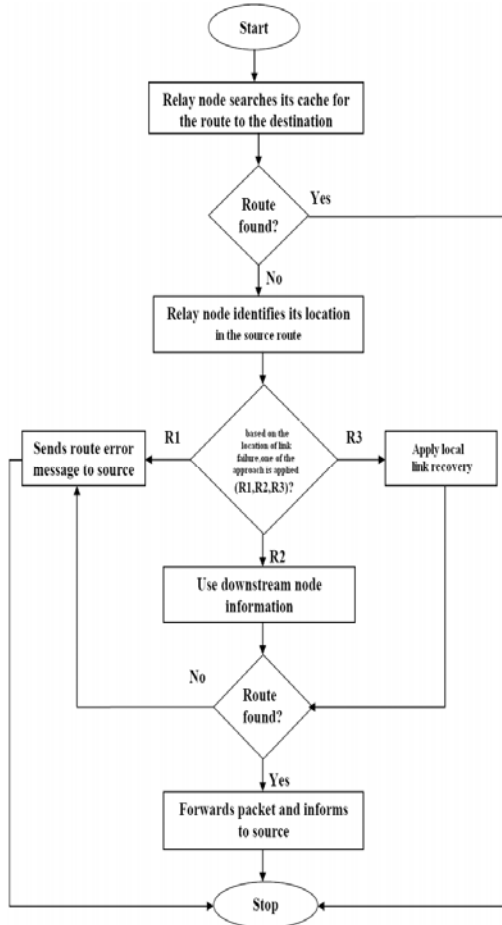 Start
Relay node searches its cache for
the route to the destination
Route
found?
Yes
No
Relay node identifies its location
in the source route
based on the
location of link
failure,one of the
approach is applied
(R1,R2,R3)?
R1
R3
R2
Sends route error
message to source
Apply local
link recovery
Use downstream node
information
Route
found?
No
Yes
Forwards packet and informs
to source
Stop